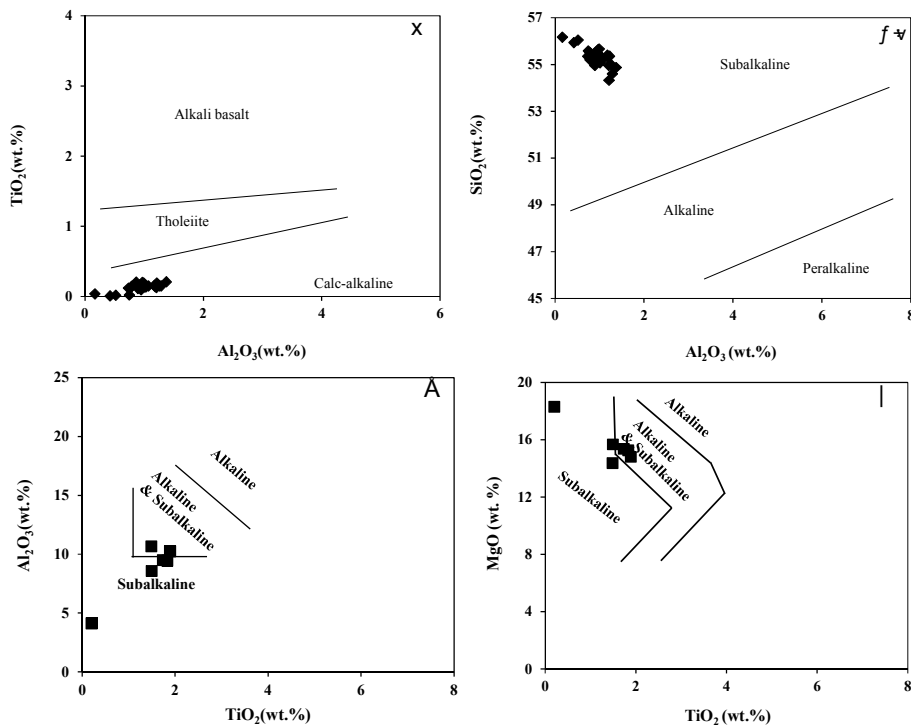 x
TiO₂(wt.%)
4
3
2
1
0
Alkali basalt
Tholeiite
Calc-alkaline
0
2
4
6
Al₂O₃(wt.%)
SiO₂(wt.%)
57
55
53
51
49
47
45
Subalkaline
Alkaline
Peralkaline
0
2
4
6
8
Al₂O₃(wt.%)
Å
Al₂O₃(wt.%)
25
20
15
10
5
0
Alkaline
Alkaline
& Subalkaline
Subalkaline
0
2
4
6
8
TiO₂(wt.%)
MgO (wt. %)
20
16
12
8
4
0
Alkaline
Alkaline
& Subalkaline
Subalkaline
0
2
4
6
8
TiO₂ (wt.%)